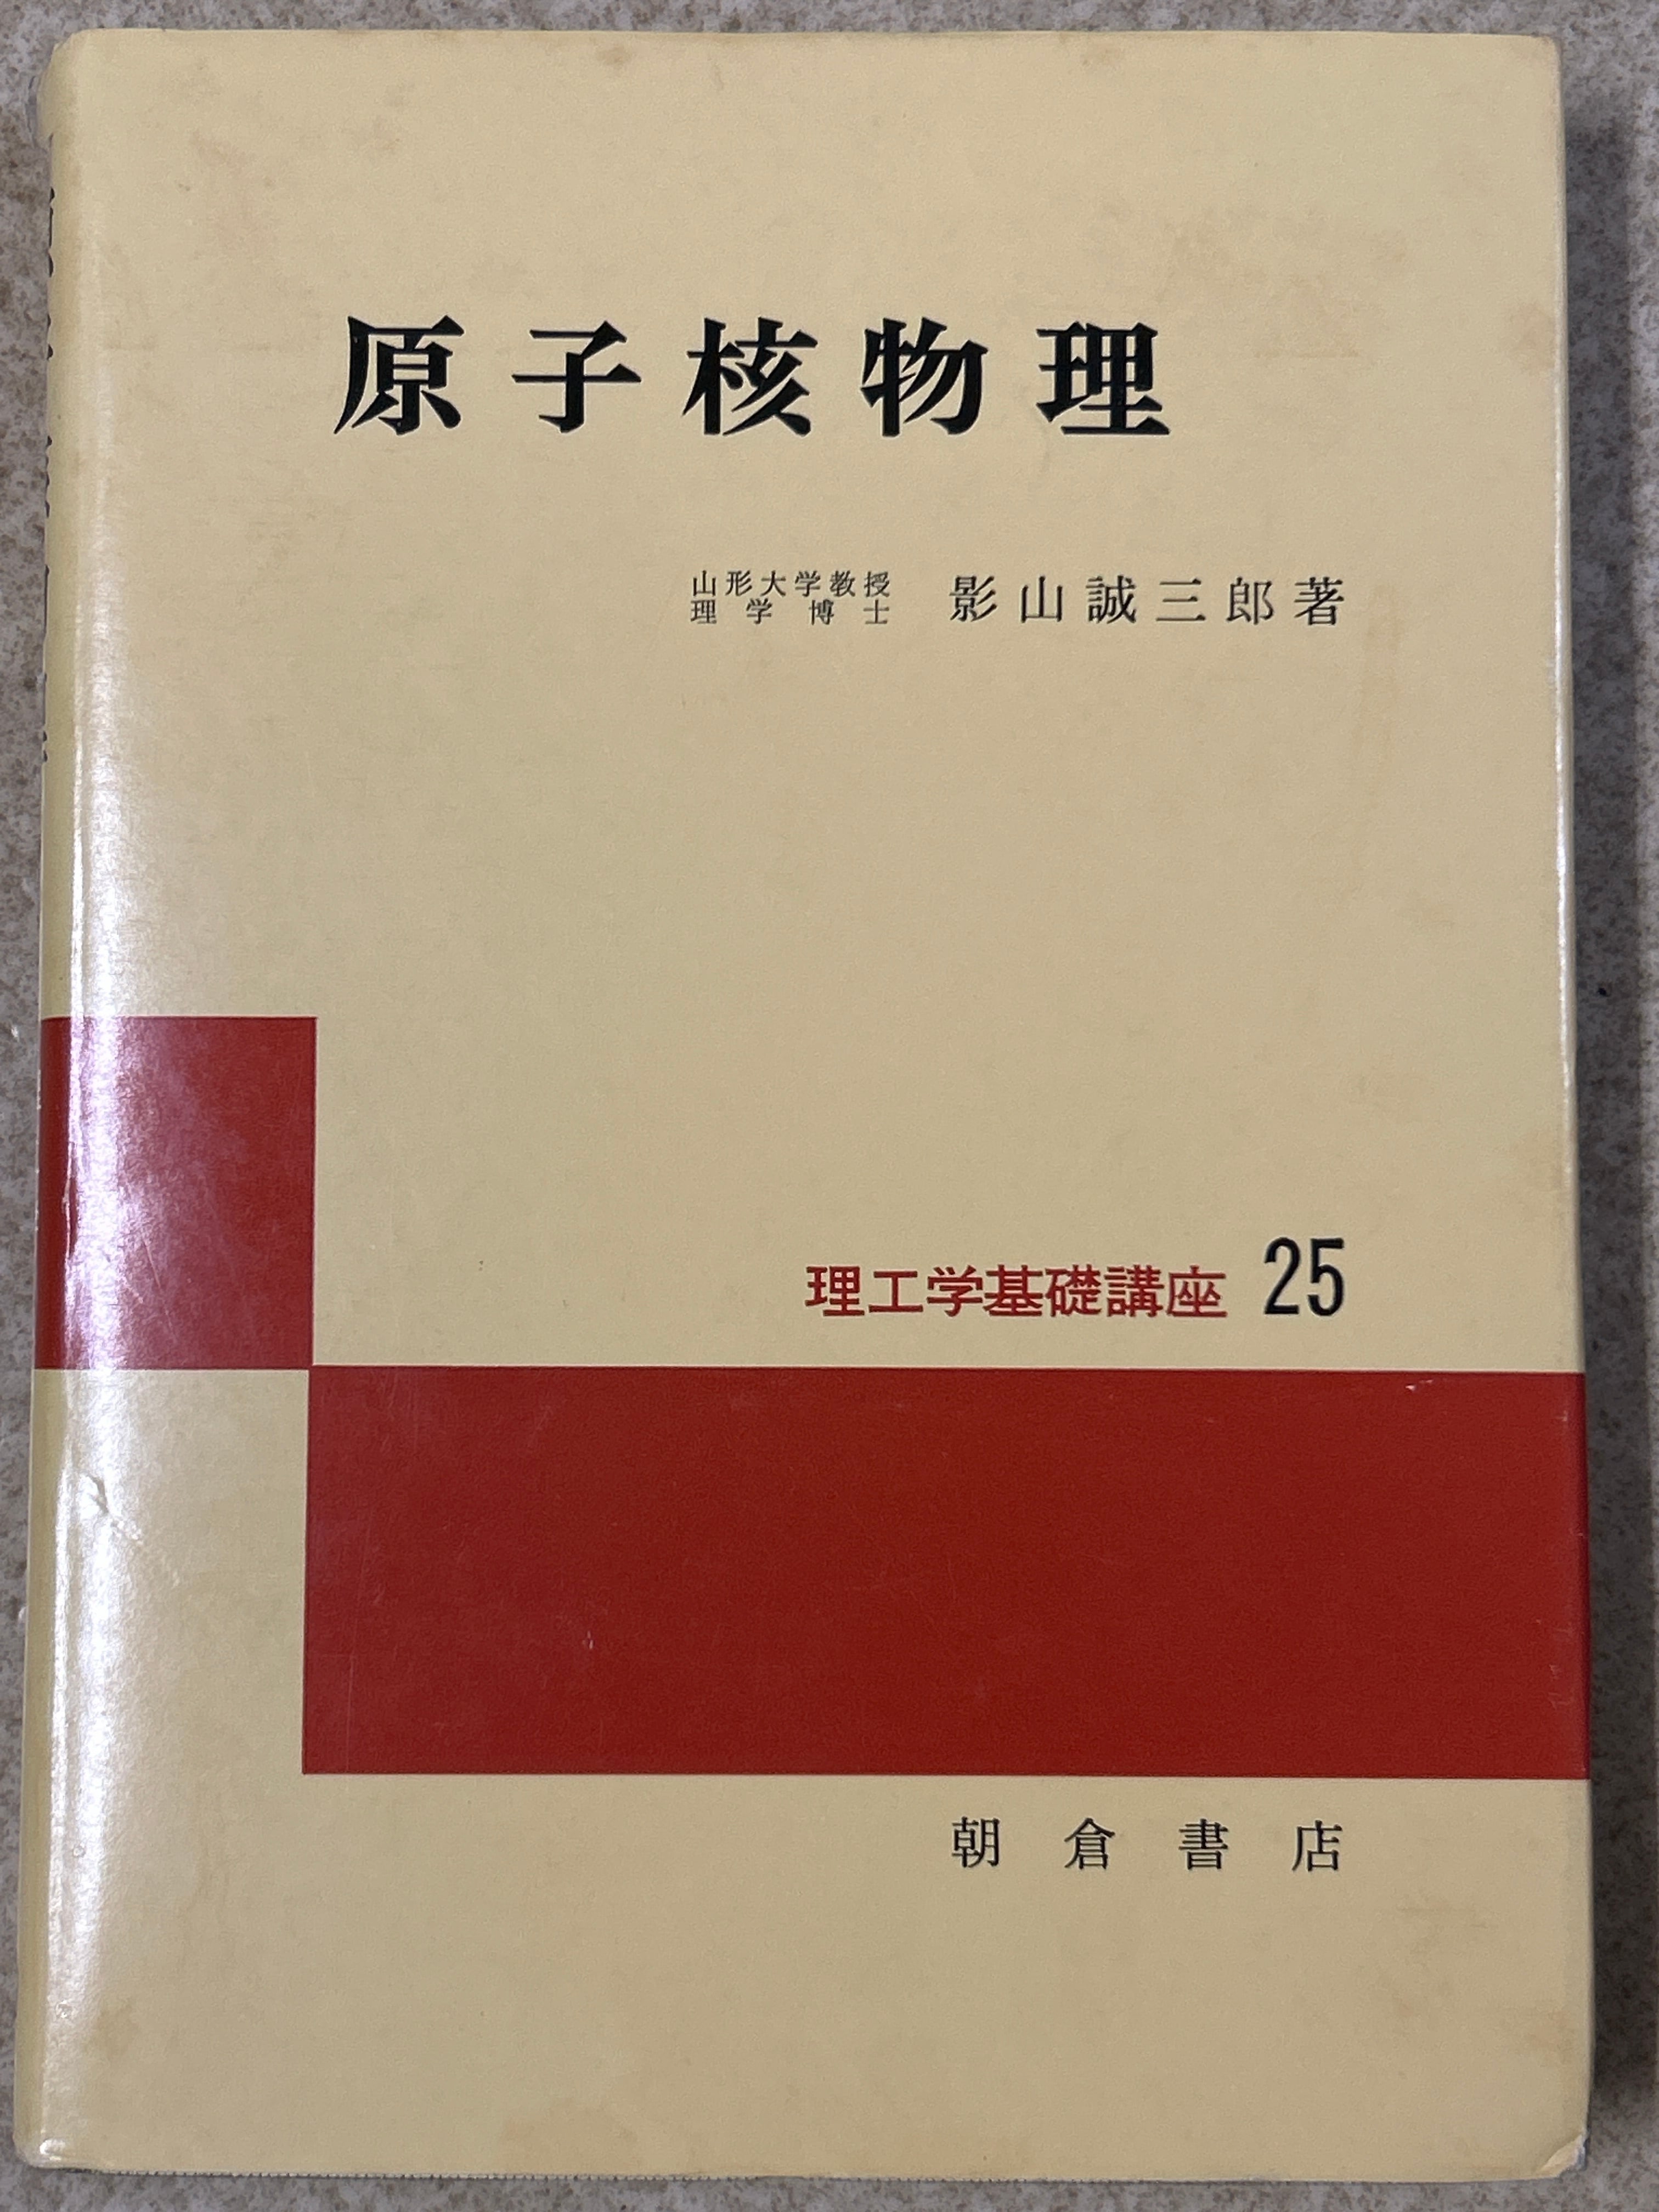 原子核物理
山形大学教授
理学博士
影山誠三郎著
理工学基礎講座 25
朝倉書店